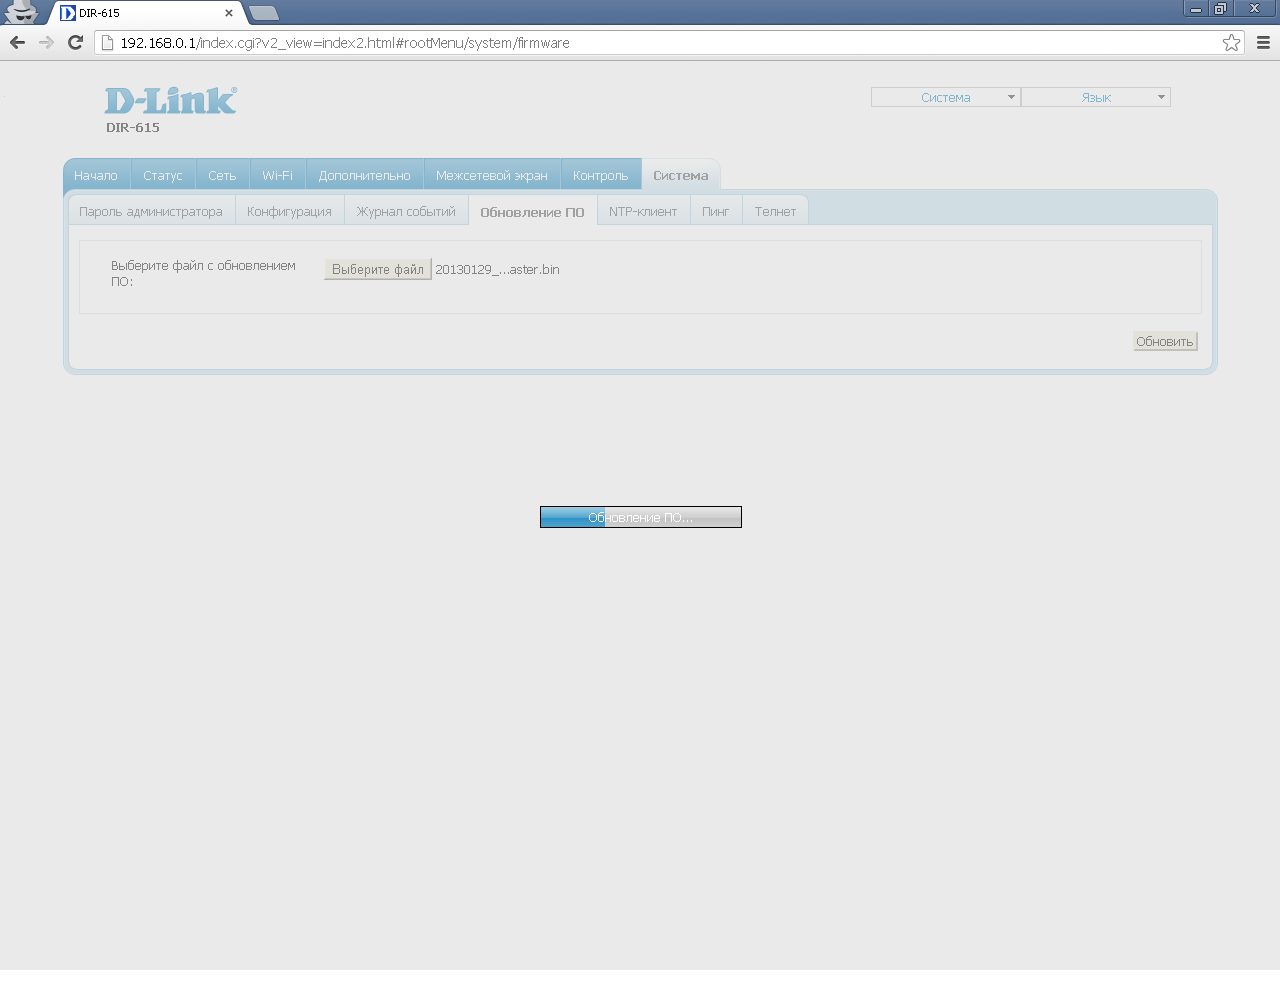 DIR-615
192.168.0.1/index.cgi?v2_view=index2.html#rootMenu/system/firmware
D-Link®
DIR-615
Система Язык
Начало Статус Сеть Wi-Fi Дополнительно Межсетевой экран Контроль Система
Пароль администратора Конфигурация Журнал событий Обновление ПО NTP-клиент Пинг Телнет
Выберите файл с обновлением
ПО:
Выберите файл 20130129_...aster.bin
Обновить
Обновление ПО...